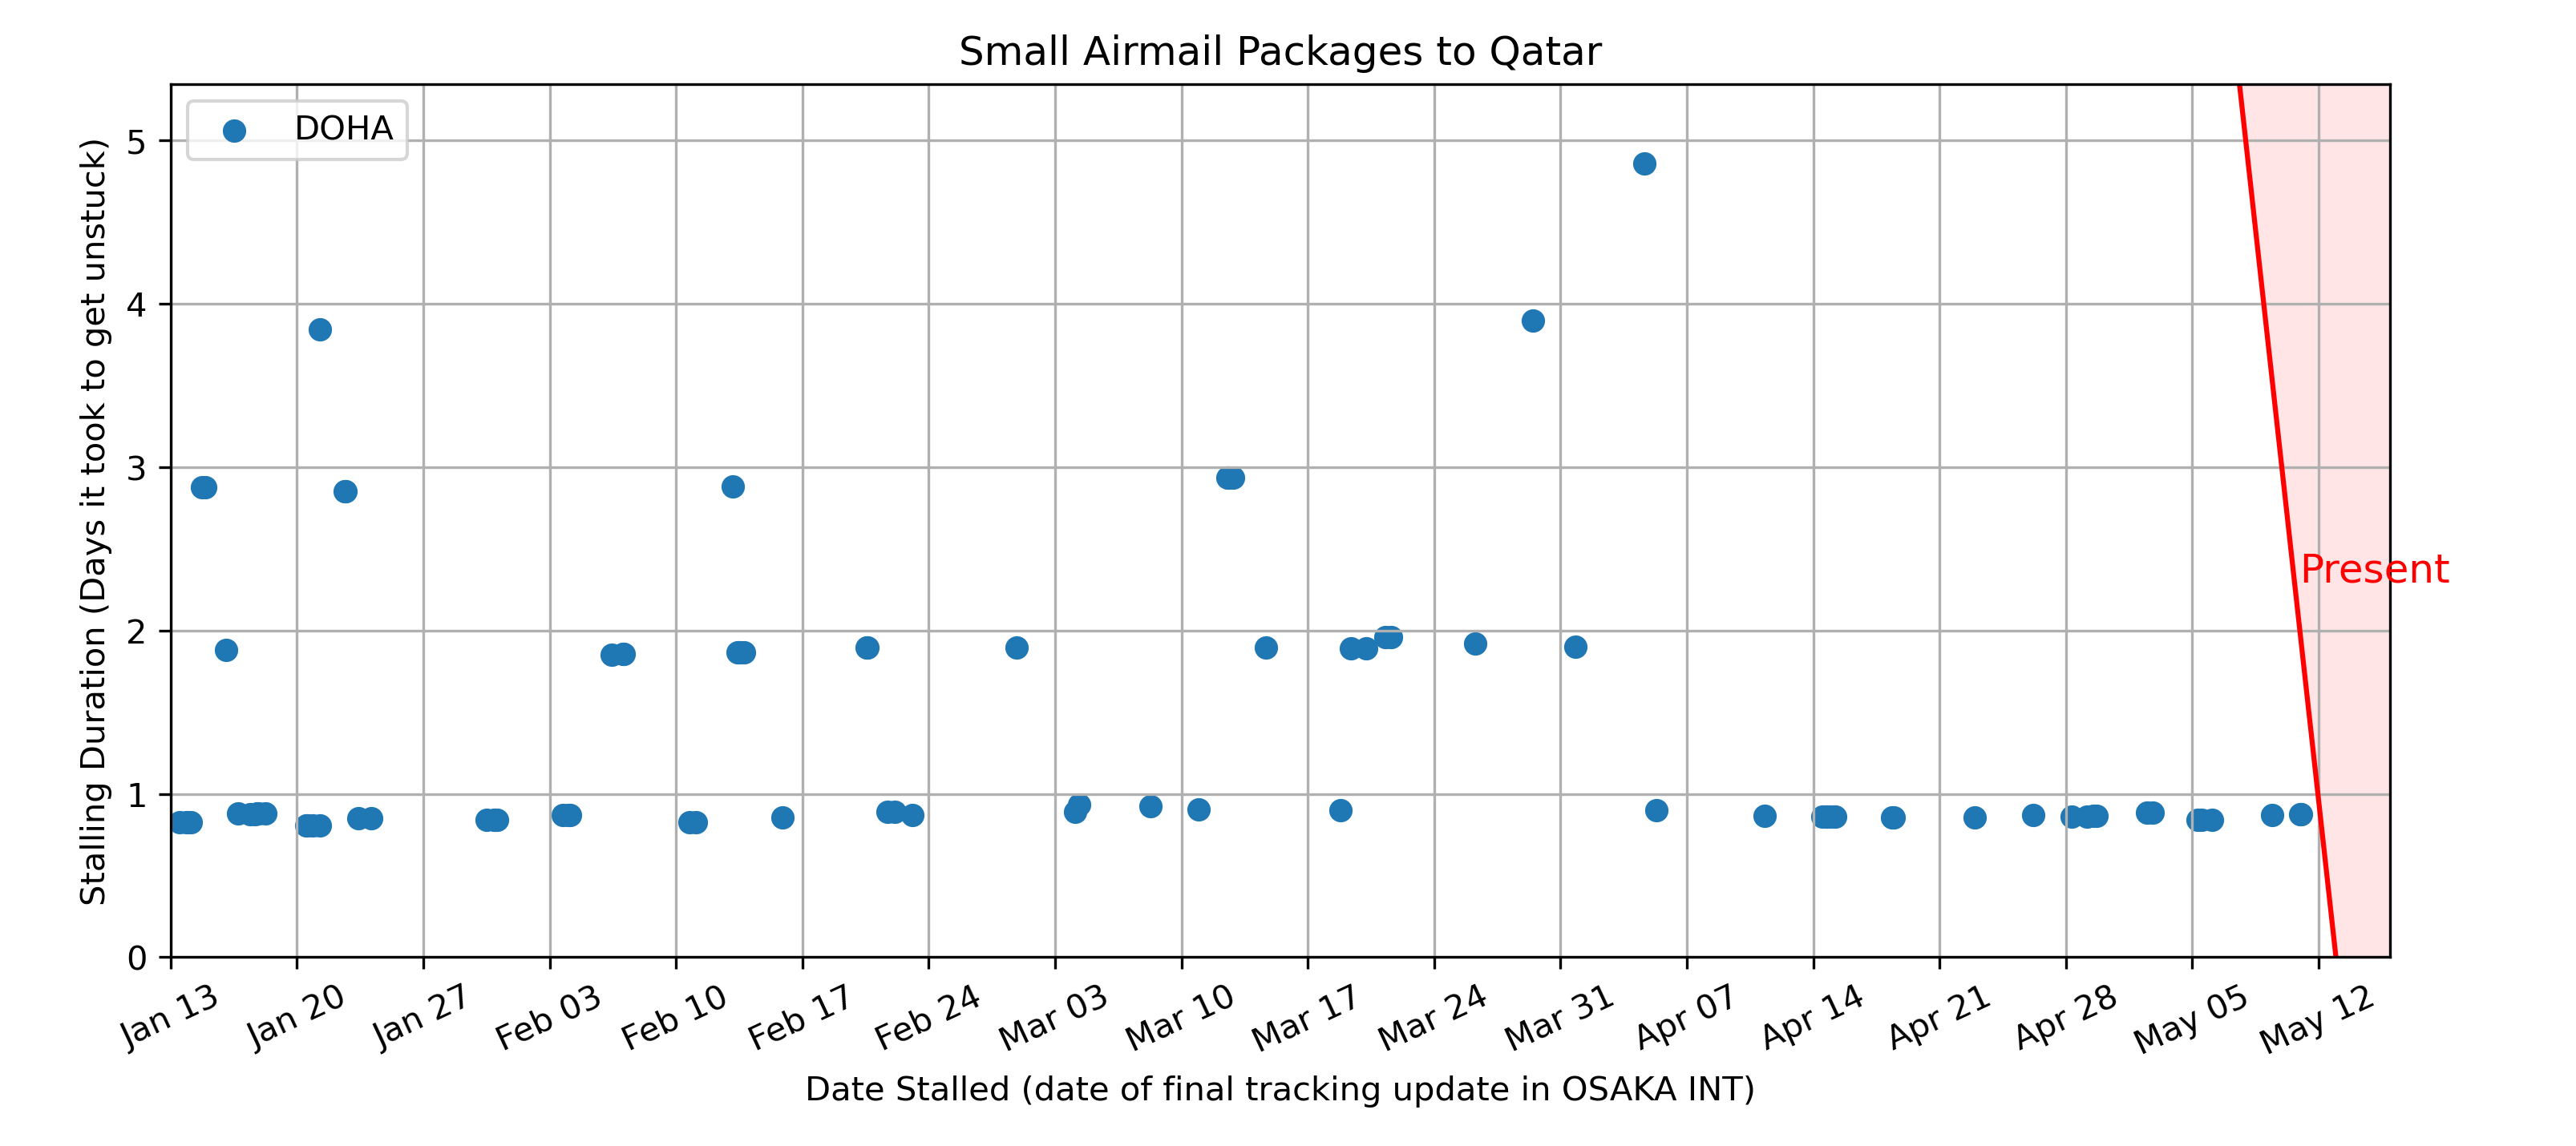 Small Airmail Packages to Qatar
DOHA
Stalling Duration (Days it took to get unstuck)
5
4
3
2
1
0
Present
Jan 13
Jan 20
Jan 27
Feb 03
Feb 10
Feb 17
Feb 24
Mar 03
Mar 10
Mar 17
Mar 24
Mar 31
Apr 07
Apr 14
Apr 21
Apr 28
May 05
May 12
Date Stalled (date of final tracking update in OSAKA INT)